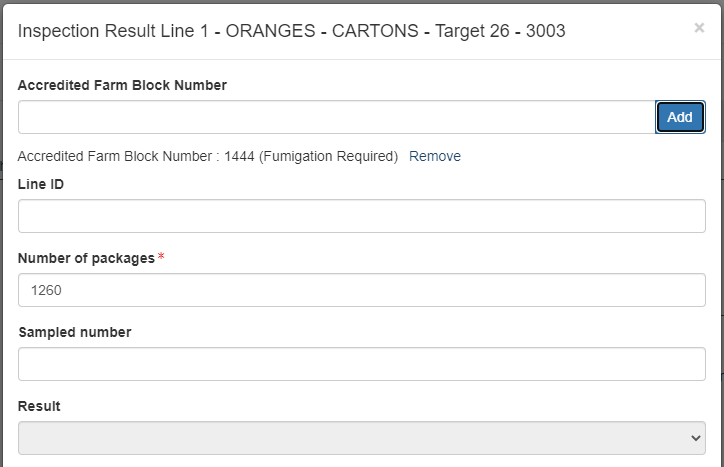 Inspection Result Line 1 - ORANGES - CARTONS - Target 26 - 3003 ×
Accredited Farm Block Number
Add
Accredited Farm Block Number : 1444 (Fumigation Required) Remove
Line ID
Number of packages *
1260
Sampled number
Result